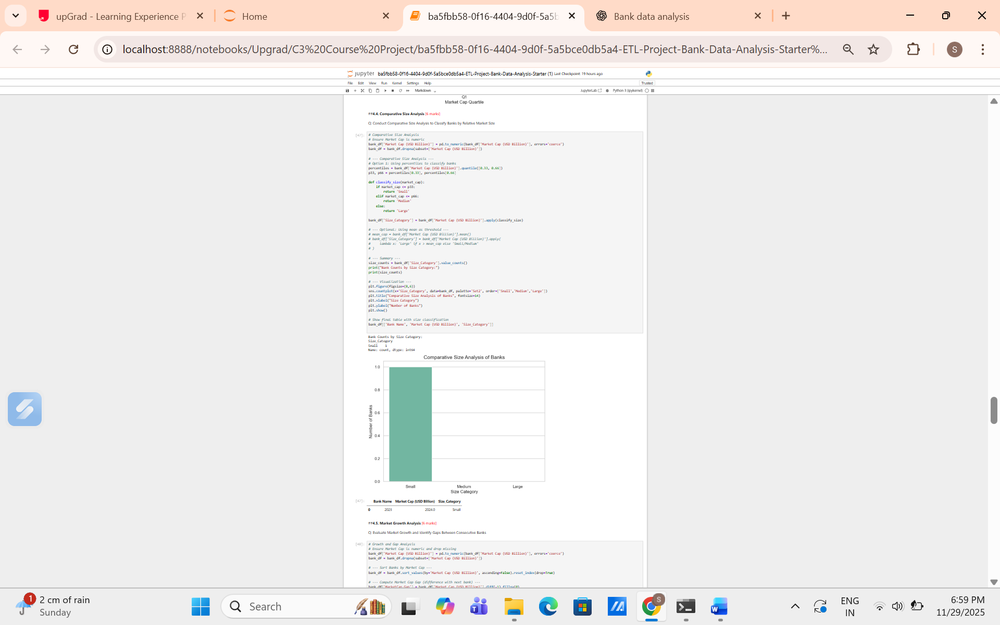 upGrad - Learning Experience P
Home
ba5fbb58-0f16-4404-9d0f-5a5b
Bank data analysis
localhost:8888/notebooks/Upgrad/C3%20Course%20Project/ba5fbb58-0f16-4404-9d0f-5a5bce0db5a4-ETL-Project-Bank-Data-Analysis-Starter%...
S
jupyter ba5fbb58-0f16-4404-9d0f-5a5bce0db5a4-ETL-Project-Bank-Data-Analysis-Starter (1) Last Checkpoint: 19 hours ago
File Edit View Run Kernel Settings Help
Trusted
Markdown
JupyterLab Python 3 (ipykernel)
Q1
Market Cap Quartile
##4.4. Comparative Size Analysis [6 marks]
Q: Conduct Comparative Size Analysis to Classify Banks by Relative Market Size
[47]:
# Comparative Size Analysis
# Ensure Market Cap is numeric
bank_df['Market Cap (USD Billion)'] = pd.to_numeric(bank_df['Market Cap (USD Billion)'], errors='coerce')
bank_df = bank_df.dropna(subset=['Market Cap (USD Billion)'])
# --- Comparative Size Analysis ---
# Option 1: Using percentiles to classify banks
percentiles = bank_df['Market Cap (USD Billion)'].quantile([0.33, 0.66])
p33, p66 = percentiles[0.33], percentiles[0.66]
def classify_size(market_cap):
if market_cap <= p33:
return 'Small'
elif market_cap <= p66:
return 'Medium'
else:
return 'Large'
bank_df['Size_Category'] = bank_df['Market Cap (USD Billion)'].apply(classify_size)
# --- Optional: Using mean as threshold ---
# mean_cap = bank_df['Market Cap (USD Billion)'].mean()
# bank_df['Size_Category'] = bank_df['Market Cap (USD Billion)'].apply(
# lambda x: 'Large' if x > mean_cap else 'Small/Medium'
# )
# --- Summary ---
size_counts = bank_df['Size_Category'].value_counts()
print("Bank Counts by Size Category:")
print(size_counts)
# --- Visualization ---
plt.figure(figsize=(8,6))
sns.countplot(x='Size_Category', data=bank_df, palette='Set2', order=['Small','Medium','Large'])
plt.title("Comparative Size Analysis of Banks", fontsize=14)
plt.xlabel("Size Category")
plt.ylabel("Number of Banks")
plt.show()
# Show final table with size classification
bank_df[['Bank Name', 'Market Cap (USD Billion)', 'Size_Category']]
Bank Counts by Size Category:
Size_Category
Small 1
Name: count, dtype: int64
Comparative Size Analysis of Banks
1.0
0.8
0.6
0.4
0.2
0.0
Number of Banks
Small Medium Large
Size Category
[47]:
Bank Name Market Cap (USD Billion) Size_Category
0 2023 2024.0 Small
##4.5. Market Growth Analysis [6 marks]
Q: Evaluate Market Growth and Identify Gaps Between Consecutive Banks
[48]:
# Growth and Gap Analysis
# Ensure Market Cap is numeric and drop missing
bank_df['Market Cap (USD Billion)'] = pd.to_numeric(bank_df['Market Cap (USD Billion)'], errors='coerce')
bank_df = bank_df.dropna(subset=['Market Cap (USD Billion)'])
# --- Sort Banks by Market Cap ---
bank_df = bank_df.sort_values(by='Market Cap (USD Billion)', ascending=False).reset_index(drop=True)
# --- Compute Market Cap Gap (difference with next bank) ---
bank_df['MarketCap_Gap'] = bank_df['Market Cap (USD Billion)'].diff(-1).fillna(0)
1
2 cm of rain
Sunday
Search
S
ENG
IN
6:59 PM
11/29/2025